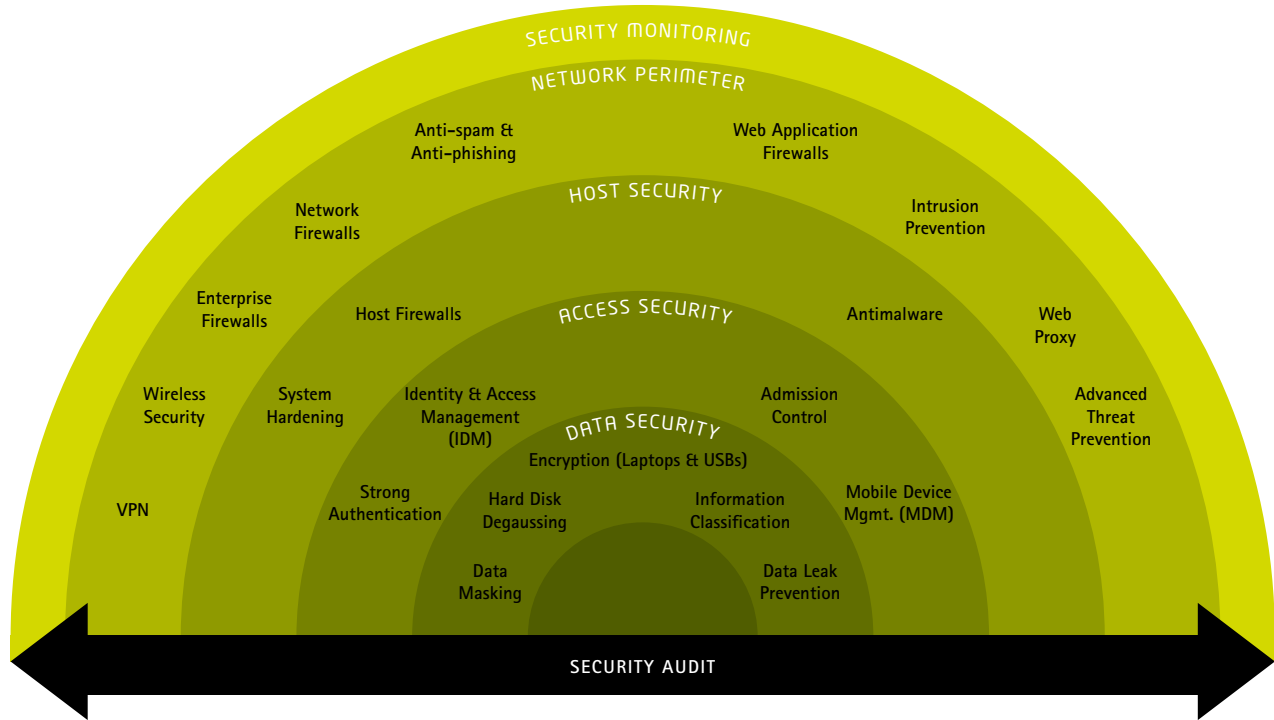 SECURITY MONITORING
NETWORK PERIMETER
Anti-spam &
Anti-phishing
Web Application
Firewalls
Network
Firewalls
Intrusion
Prevention
Enterprise
Firewalls
Web
Proxy
Wireless
Security
Advanced
Threat
Prevention
VPN
HOST SECURITY
Host Firewalls
Antimalware
System
Hardening
ACCESS SECURITY
Identity & Access
Management
(IDM)
Admission
Control
Strong
Authentication
Mobile Device
Mgmt. (MDM)
DATA SECURITY
Encryption (Laptops & USBs)
Hard Disk
Degaussing
Information
Classification
Data
Masking
Data Leak
Prevention
SECURITY AUDIT